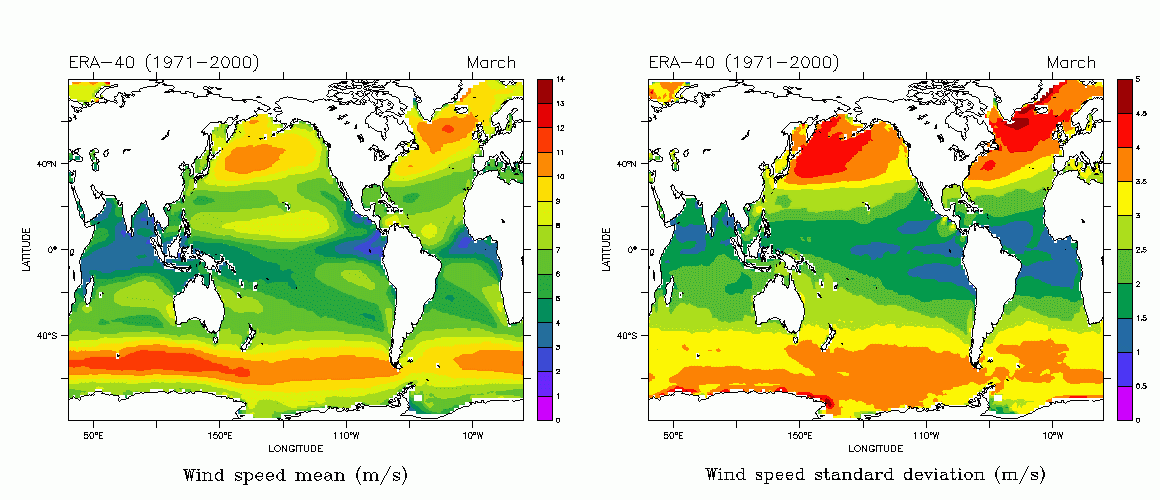 ERA-40 (1971-2000) March
14
13
12
11
10
9
8
7
6
5
4
3
2
1
0
40°N
0°
40°S
LATITUDE
50°E 150°E 110°W 10°W
LONGITUDE
Wind speed mean (m/s)
ERA-40 (1971-2000) March
5
4.5
4
3.5
3
2.5
2
1.5
1
0.5
0
40°N
0°
40°S
LATITUDE
50°E 150°E 110°W 10°W
LONGITUDE
Wind speed standard deviation (m/s)